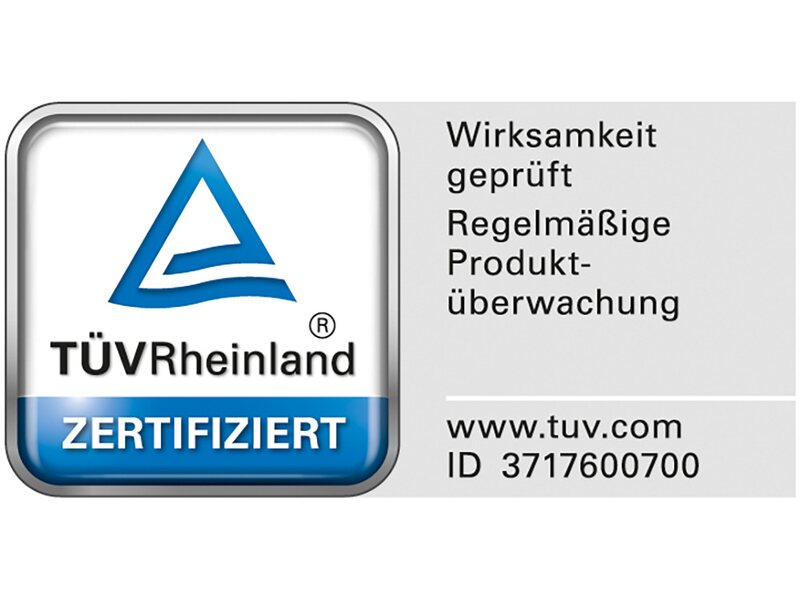 TÜVRheinland®
ZERTIFIZIERT
Wirksamkeit
geprüft
Regelmäßige
Produkt-
überwachung
www.tuv.com
ID 3717600700